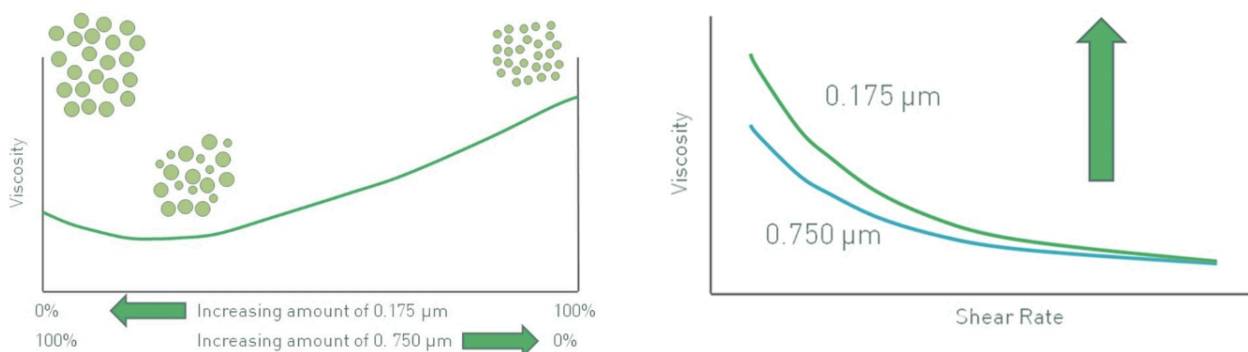 Viscosity
0%
Increasing amount of 0.175 µm
100%
100%
Increasing amount of 0. 750 µm
0%
Viscosity
0.175 µm
0.750 µm
Shear Rate